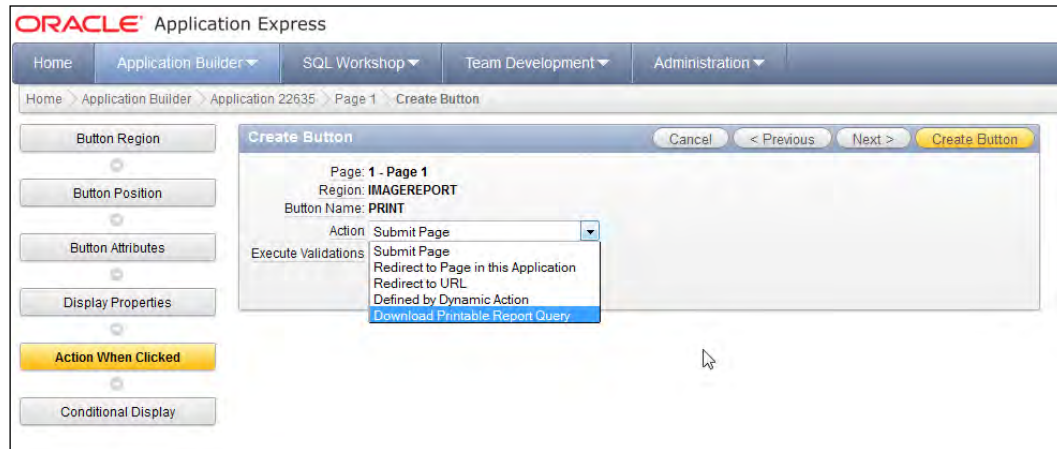 ORACLE Application Express
Home Application Builder SQL Workshop Team Development Administration
Home Application Builder Application 22635 Page 1 Create Button
Button Region
Button Position
Button Attributes
Display Properties
Action When Clicked
Conditional Display
Create Button Cancel < Previous Next > Create Button
Page: 1 - Page 1
Region: IMAGEREPORT
Button Name: PRINT
Action Submit Page
Execute Validations Submit Page
Redirect to Page in this Application
Redirect to URL
Defined by Dynamic Action
Download Printable Report Query